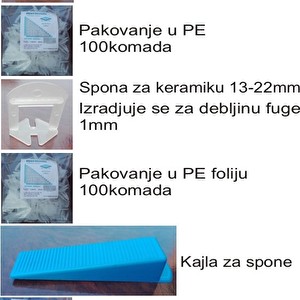 Pakovanje u PE
100komada
Spona za keramiku 13-22mm
Izradjuje se za debljinu fuge
1mm
Pakovanje u PE foliju
100komada
Kajla za spone